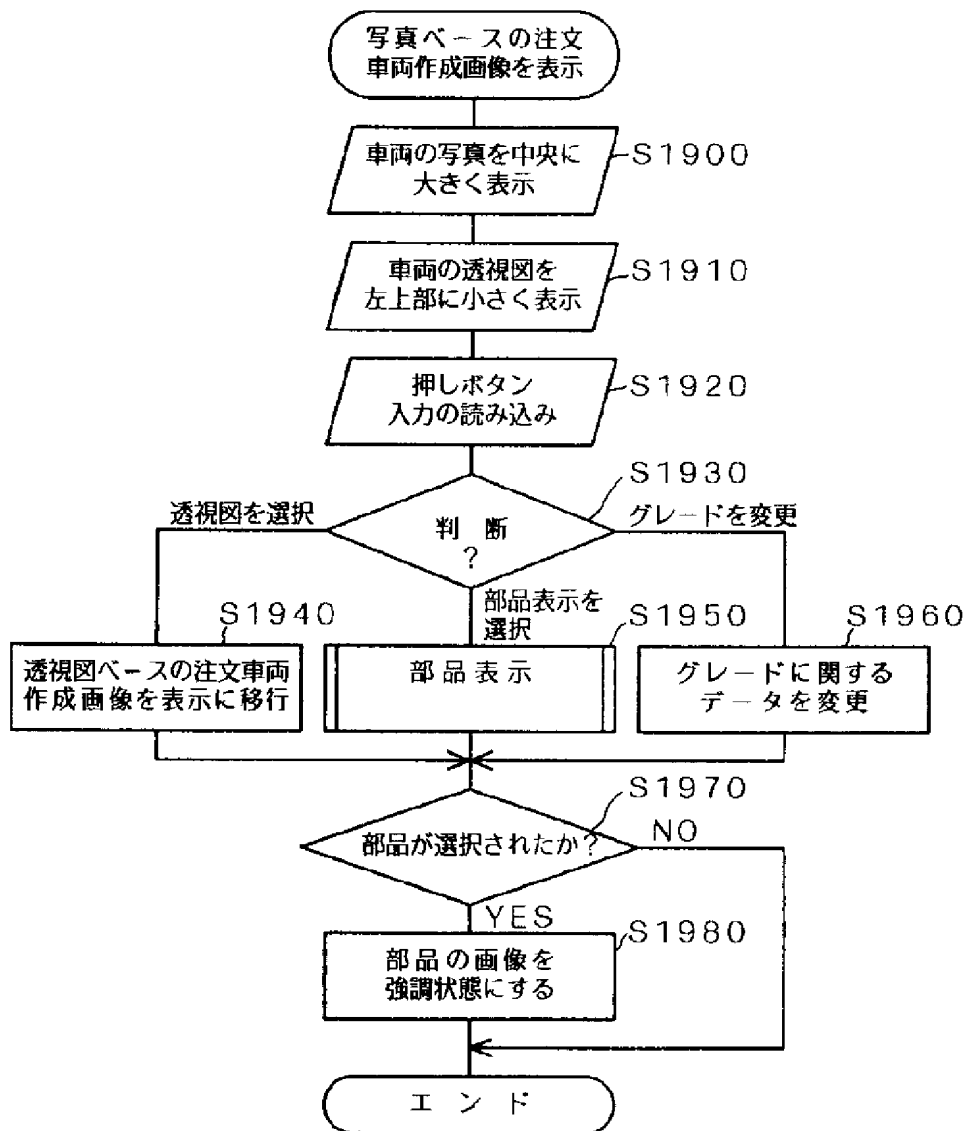 写真ベースの注文
車両作成画像を表示
車両の写真を中央に
大きく表示
S1900
車両の透視図を
左上部に小さく表示
S1910
押しボタン
入力の読み込み
S1920
S1930
透視図を選択
判断
?
グレードを変更
部品表示を
選択
S1940
透視図ベースの注文車両
作成画像を表示に移行
S1950
部品表示
S1960
グレードに関する
データを変更
S1970
部品が選択されたか?
NO
YES
S1980
部品の画像を
強調状態にする
エンド